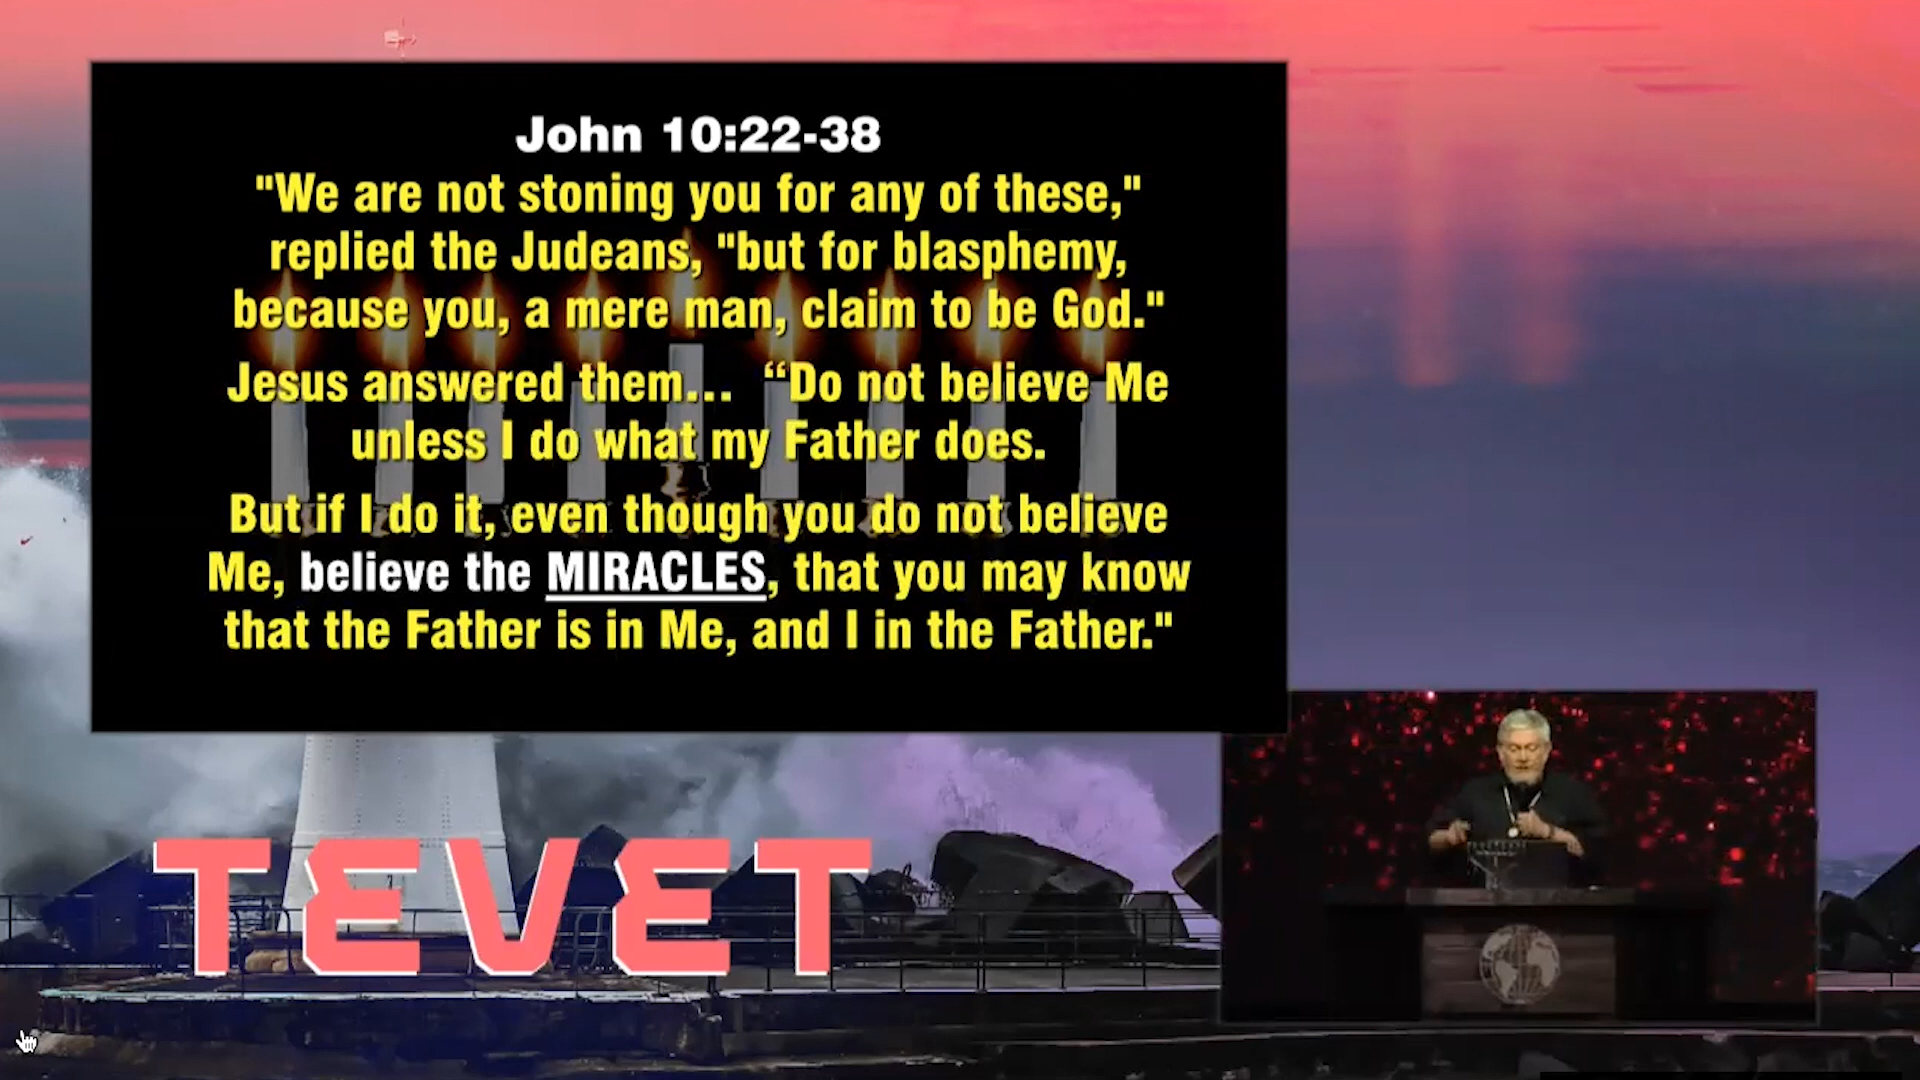 John 10:22-38
"We are not stoning you for any of these,"
replied the Judeans, "but for blasphemy,
because you, a mere man, claim to be God."
Jesus answered them... “Do not believe Me
unless I do what my Father does.
But if I do it, even though you do not believe
Me, believe the MIRACLES, that you may know
that the Father is in Me, and I in the Father."
TEVET